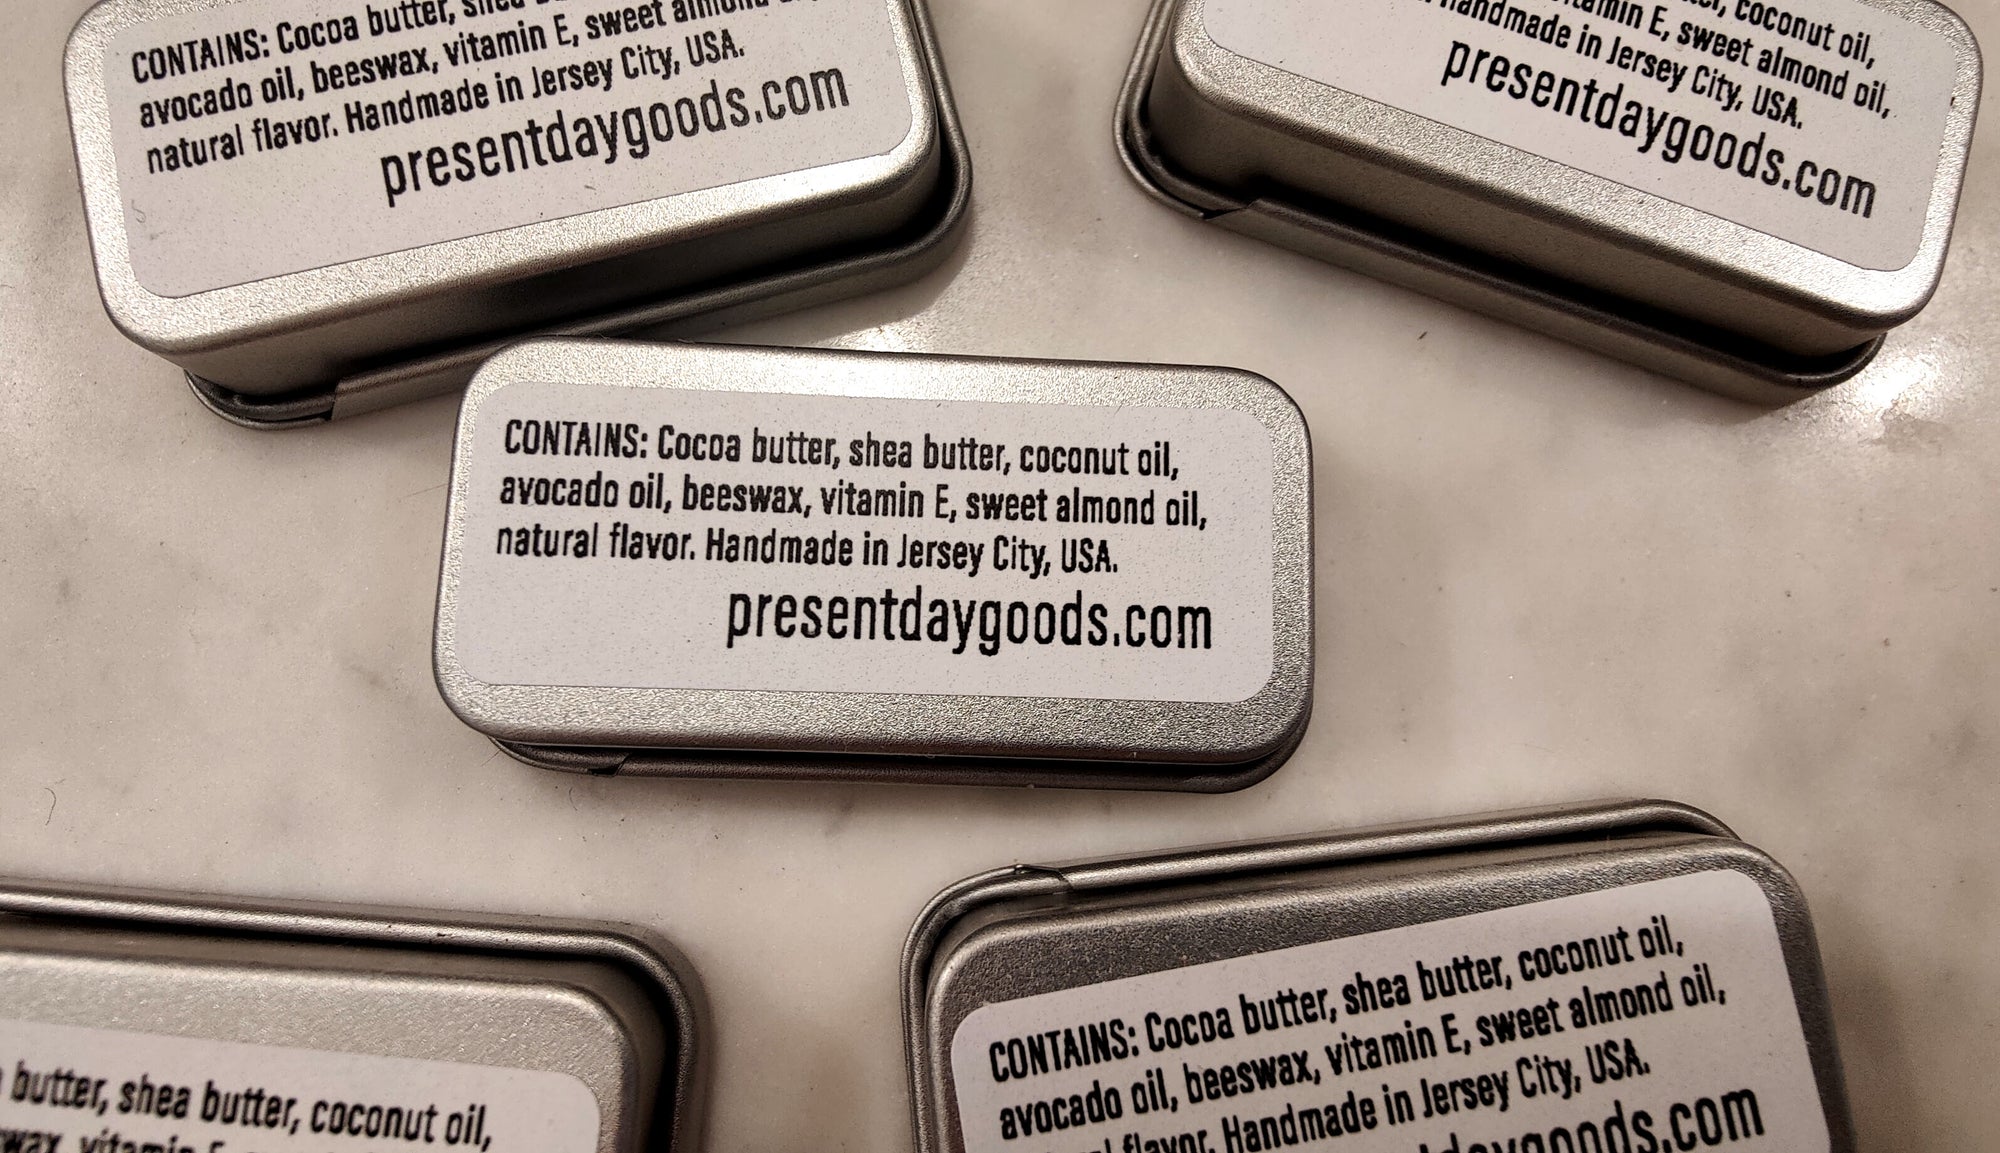 CONTAINS: Cocoa butter, shea
avocado oil, beeswax, vitamin E, sweet almond
natural flavor. Handmade in Jersey City, USA.
presentdaygoods.com
coconut oil,
vitamin E, sweet almond oil,
Handmade in Jersey City, USA.
presentdaygoods.com
CONTAINS: Cocoa butter, shea butter, coconut oil,
avocado oil, beeswax, vitamin E, sweet almond oil,
natural flavor. Handmade in Jersey City, USA.
presentdaygoods.com
butter, shea butter, coconut oil,
vitamin E,
CONTAINS: Cocoa butter, shea butter, coconut oil,
avocado oil, beeswax, vitamin E, sweet almond oil,
flavor. Handmade in Jersey City, USA.